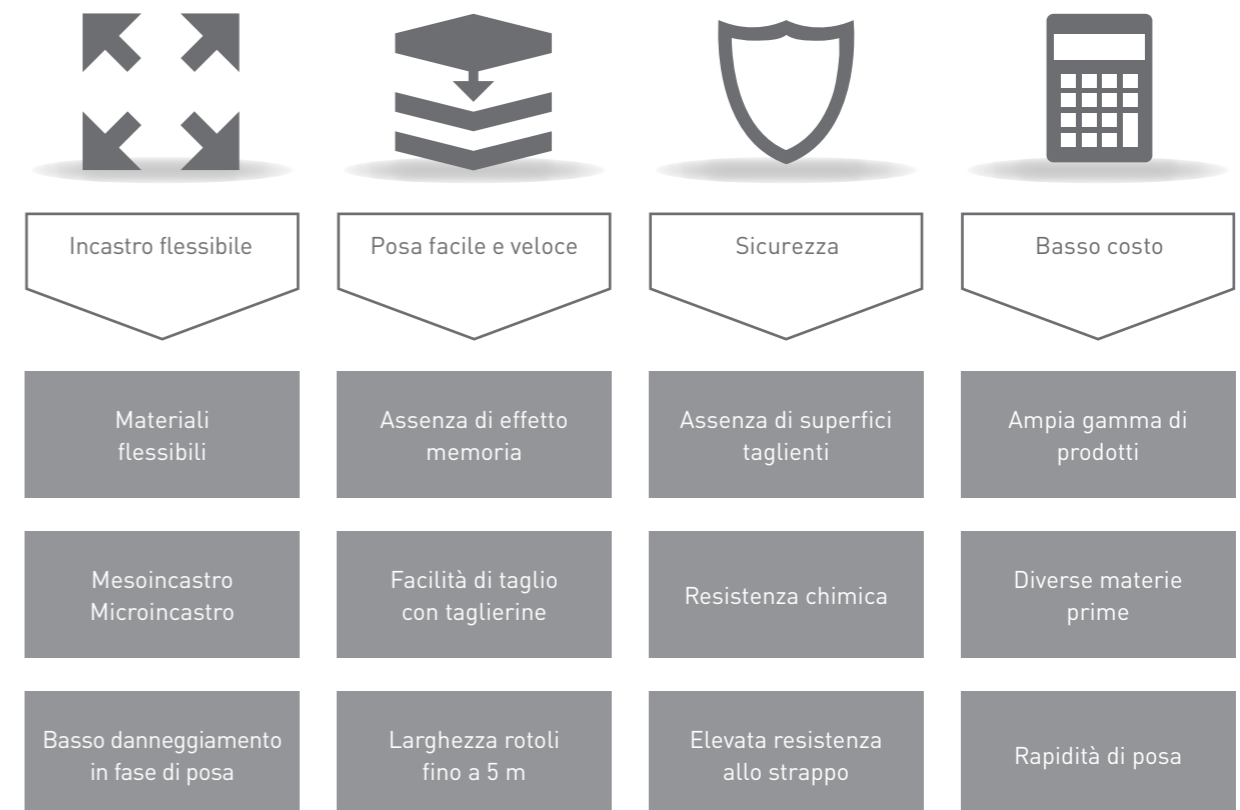 Incastro flessibile
Posa facile e veloce
Sicurezza
Basso costo
Materiali
flessibili
Assenza di effetto
memoria
Assenza di superfici
taglienti
Ampia gamma di
prodotti
Mesoincastro
Microincastro
Facilità di taglio
con taglierine
Resistenza chimica
Diverse materie
prime
Basso danneggiamento
in fase di posa
Larghezza rotoli
fino a 5 m
Elevata resistenza
allo strappo
Rapidità di posa